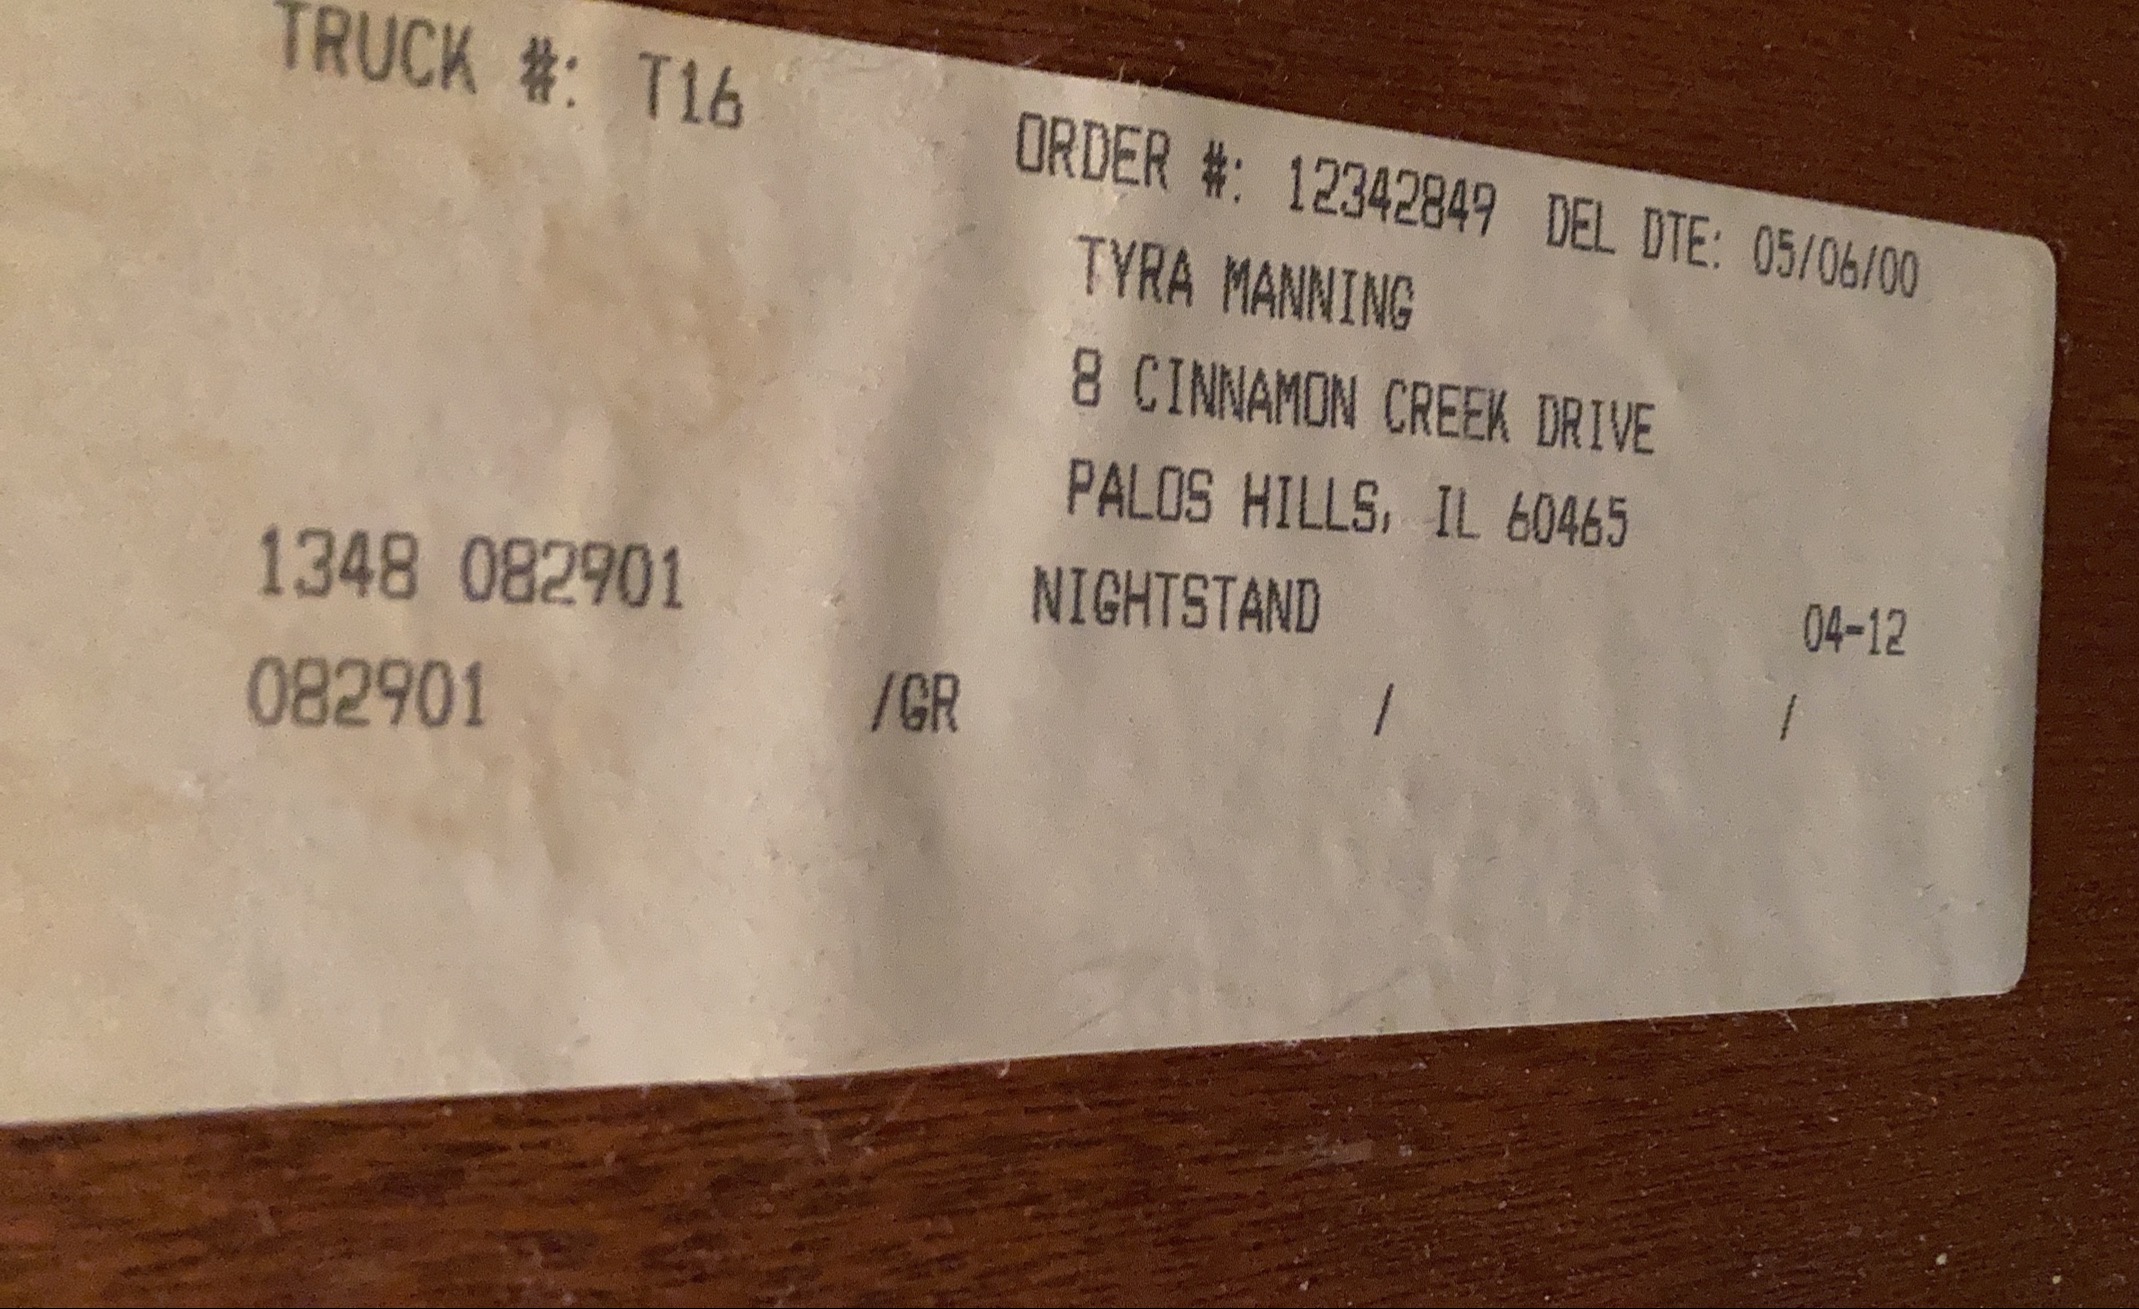 TRUCK #: T16
ORDER #: 12342849 DEL DTE: 05/06/00
TYRA MANNING
8 CINNAMON CREEK DRIVE
PALOS HILLS, IL 60465
1348 082901 NIGHTSTAND 04-12
082901 /GR / /